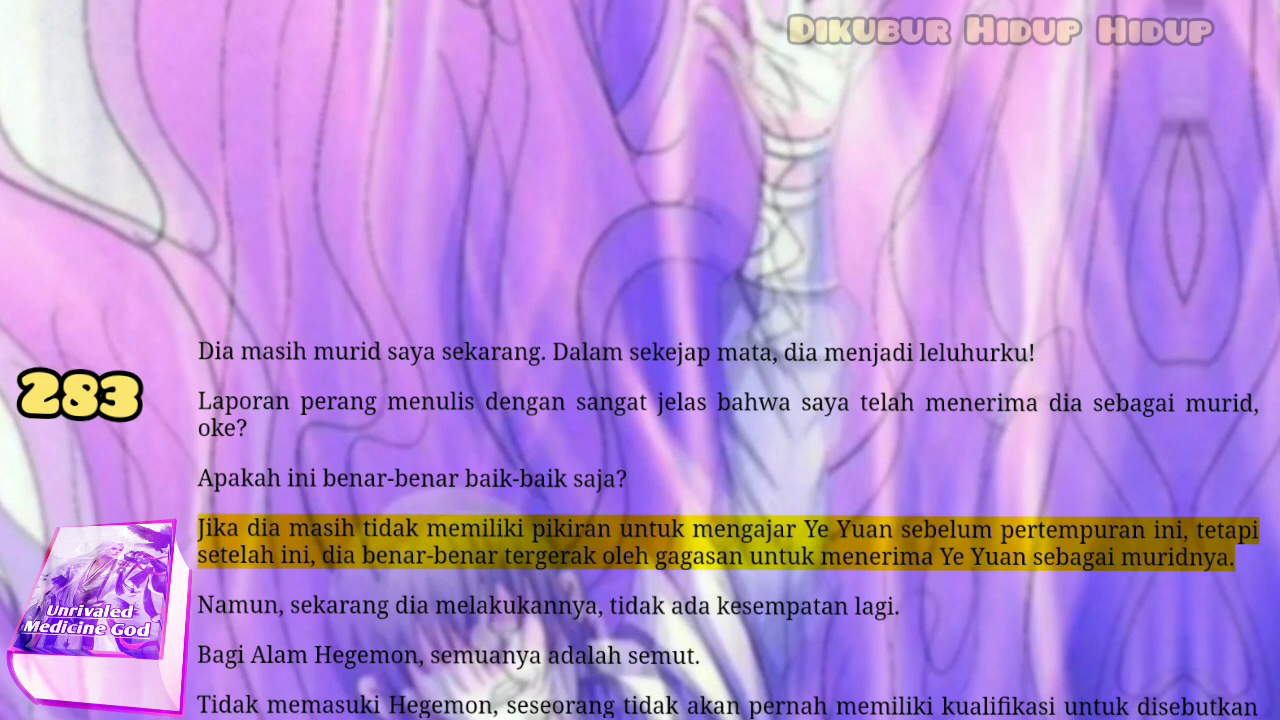 Dikubur Hidup Hidup
Dia masih murid saya sekarang. Dalam sekejap mata, dia menjadi leluhurku!
283
Laporan perang menulis dengan sangat jelas bahwa saya telah menerima dia sebagai murid,
oke?
Apakah ini benar-benar baik-baik saja?
Jika dia masih tidak memiliki pikiran untuk mengajar Ye Yuan sebelum pertempuran ini, tetapi
setelah ini, dia benar-benar tergerak oleh gagasan untuk menerima Ye Yuan sebagai muridnya.
Namun, sekarang dia melakukannya, tidak ada kesempatan lagi.
Unrivaled
Medicine God
Bagi Alam Hegemon, semuanya adalah semut.
Tidak memasuki Hegemon, seseorang tidak akan pernah memiliki kualifikasi untuk disebutkan